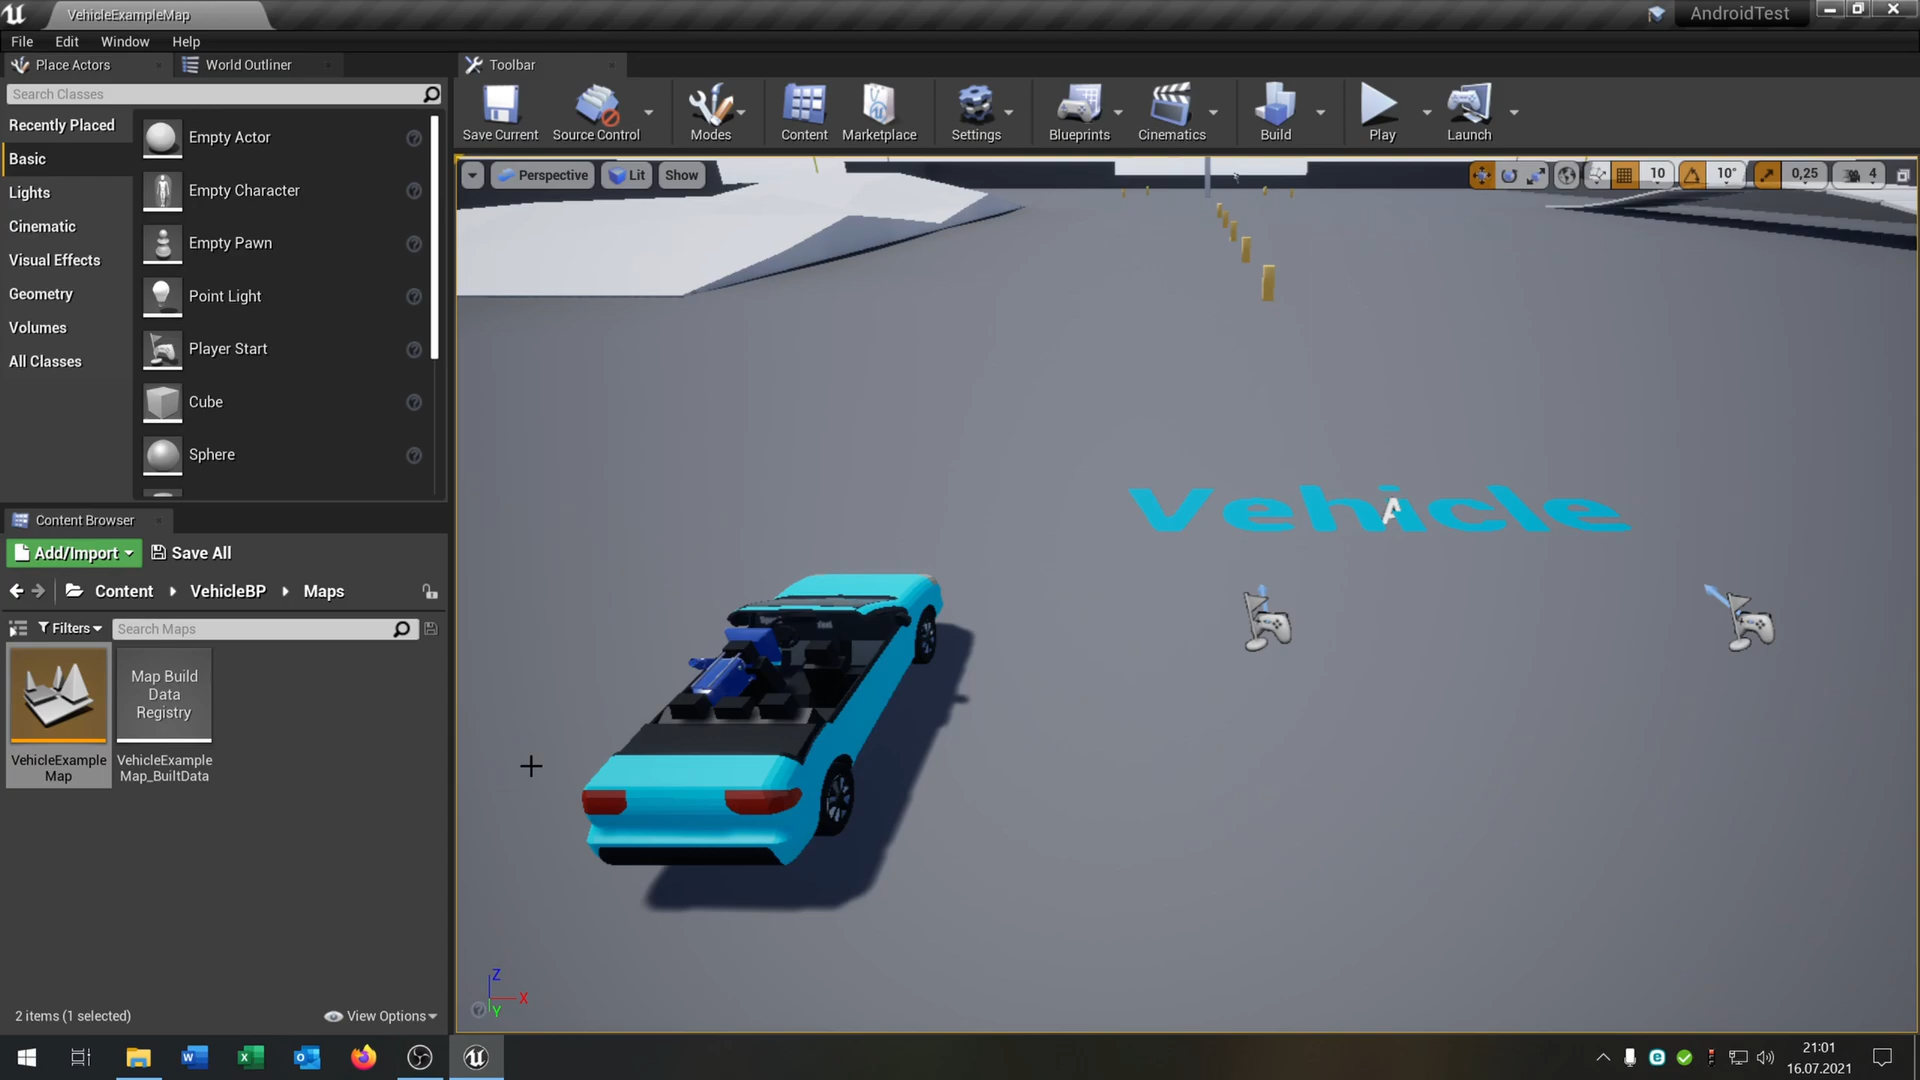 VehicleExampleMap
AndroidTest
File Edit Window Help
Place Actors
World Outliner
Toolbar
Search Classes
Recently Placed
Basic
Lights
Cinematic
Visual Effects
Geometry
Volumes
All Classes
Empty Actor
Empty Character
Empty Pawn
Point Light
Player Start
Cube
Sphere
Save Current
Source Control
Modes
Content
Marketplace
Settings
Blueprints
Cinematics
Build
Play
Launch
Perspective
Lit
Show
10
10°
0,25
4
Vehicle
A
Z
X
Y
Content Browser
Add/Import
Save All
Content
VehicleBP
Maps
Filters
Search Maps
Map Build
Data
Registry
VehicleExample
Map
VehicleExample
Map_BuiltData
2 items (1 selected)
View Options
21:01
16.07.2021